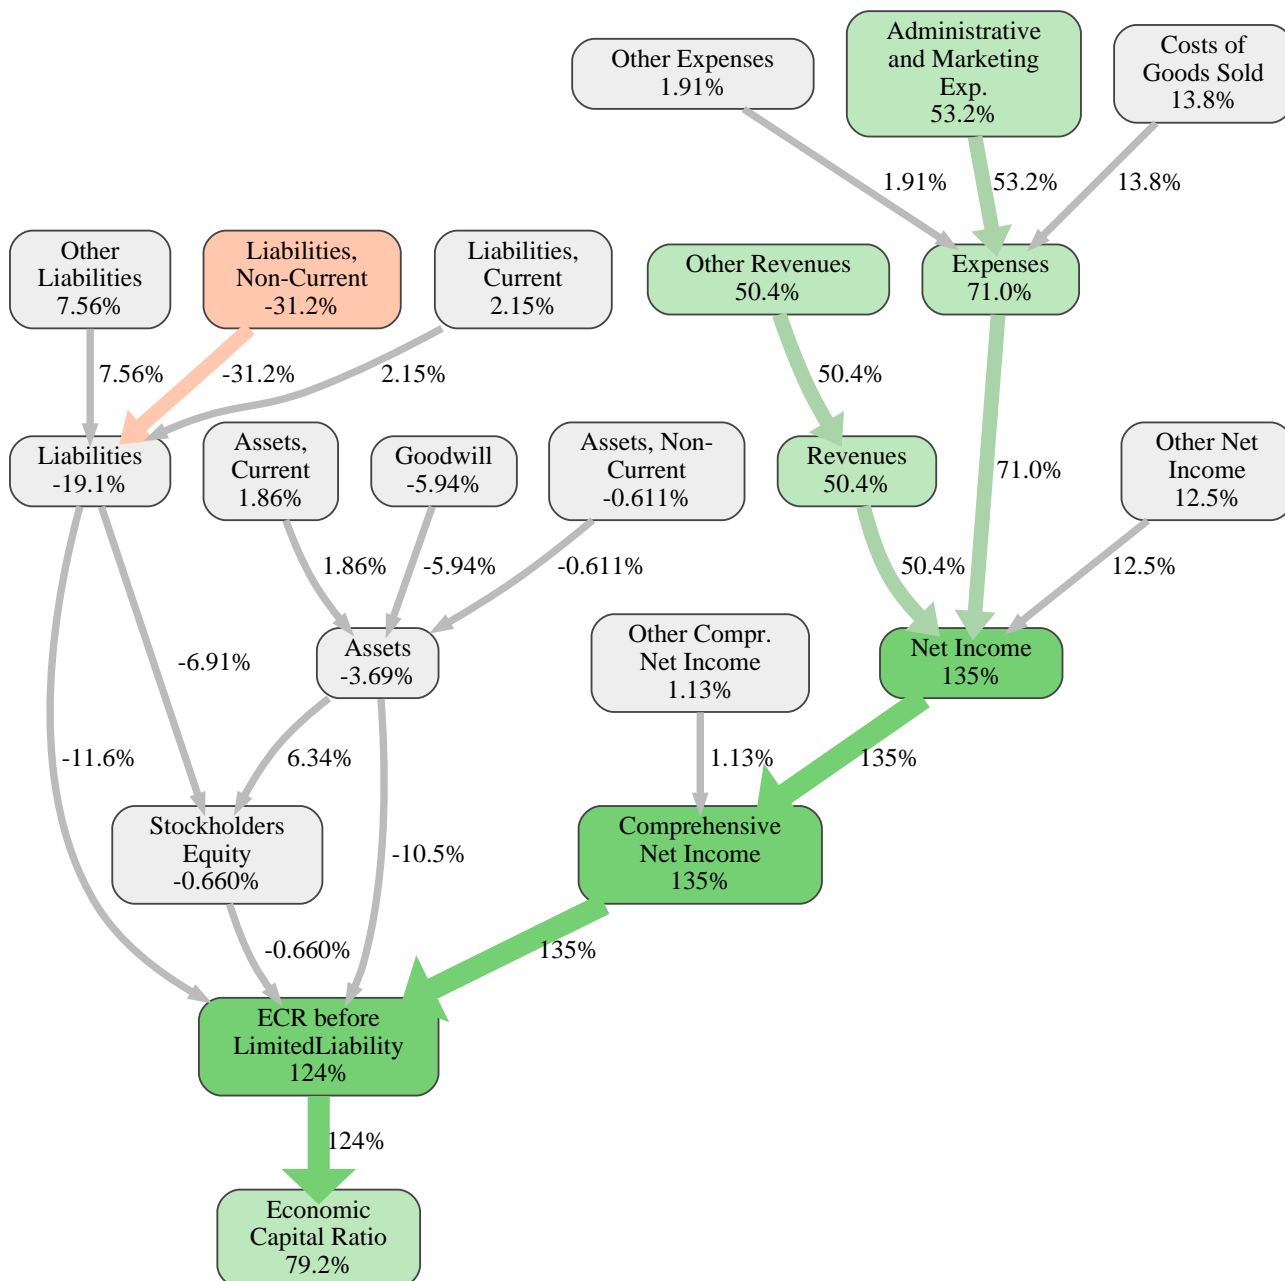 Other Expenses
1.91%
Administrative
and Marketing
Exp.
53.2%
Costs of
Goods Sold
13.8%
1.91%
53.2%
13.8%
Other
Liabilities
7.56%
Liabilities,
Non-Current
-31.2%
Liabilities,
Current
2.15%
Other Revenues
50.4%
Expenses
71.0%
7.56%
-31.2%
2.15%
50.4%
71.0%
Liabilities
-19.1%
Assets,
Current
1.86%
Goodwill
-5.94%
Assets, Non-
Current
-0.611%
Revenues
50.4%
Other Net
Income
12.5%
1.86%
-5.94%
-0.611%
50.4%
12.5%
-6.91%
Assets
-3.69%
Other Compr.
Net Income
1.13%
Net Income
135%
-11.6%
6.34%
-10.5%
1.13%
135%
Stockholders
Equity
-0.660%
Comprehensive
Net Income
135%
-0.660%
135%
ECR before
LimitedLiability
124%
124%
Economic
Capital Ratio
79.2%